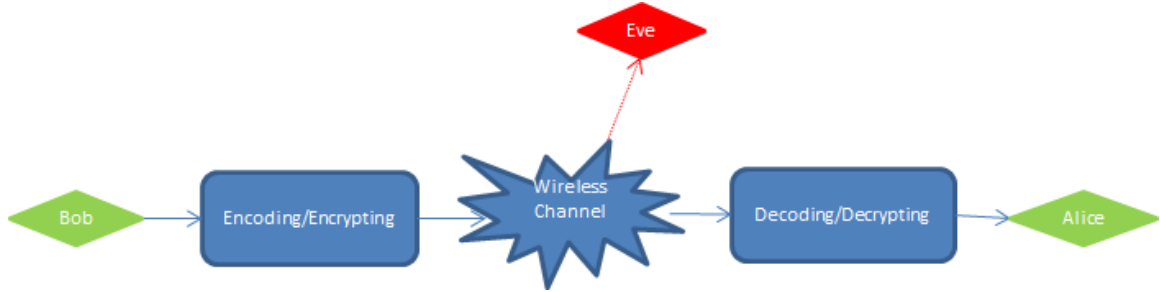 Eve
Bob
Encoding/Encrypting
Wireless
Channel
Decoding/Decrypting
Alice